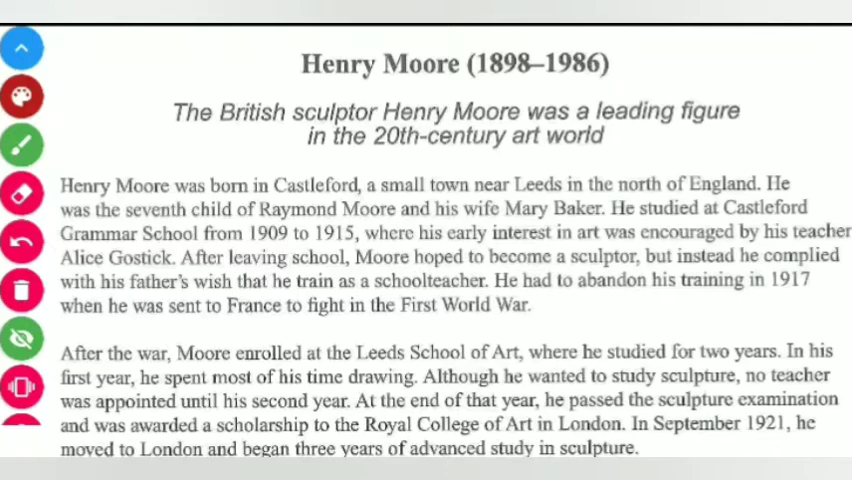 Henry Moore (1898–1986)
The British sculptor Henry Moore was a leading figure
in the 20th-century art world
Henry Moore was born in Castleford, a small town near Leeds in the north of England. He
was the seventh child of Raymond Moore and his wife Mary Baker. He studied at Castleford
Grammar School from 1909 to 1915, where his early interest in art was encouraged by his teacher
Alice Gostick. After leaving school, Moore hoped to become a sculptor, but instead he complied
with his father's wish that he train as a schoolteacher. He had to abandon his training in 1917
when he was sent to France to fight in the First World War.
After the war, Moore enrolled at the Leeds School of Art, where he studied for two years. In his
first year, he spent most of his time drawing. Although he wanted to study sculpture, no teacher
was appointed until his second year. At the end of that year, he passed the sculpture examination
and was awarded a scholarship to the Royal College of Art in London. In September 1921, he
moved to London and began three years of advanced study in sculpture.